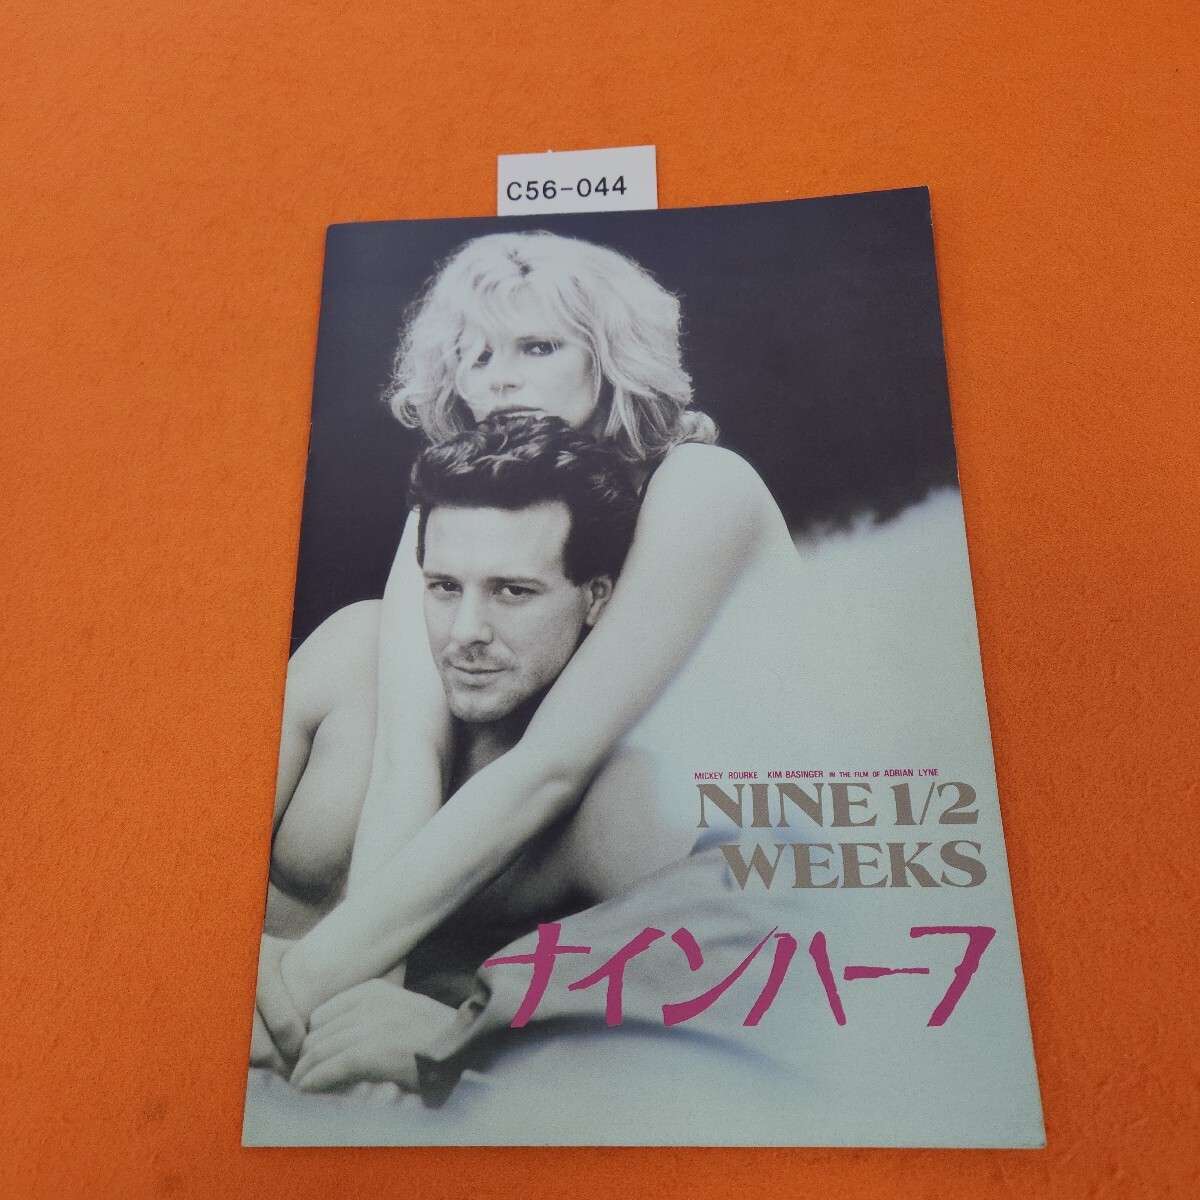 C56-044
MICKEY ROURKE KIM BASINGER IN THE FILM OF ADRIAN LYNE
NINE 1/2
WEEKS
ナインハーフ